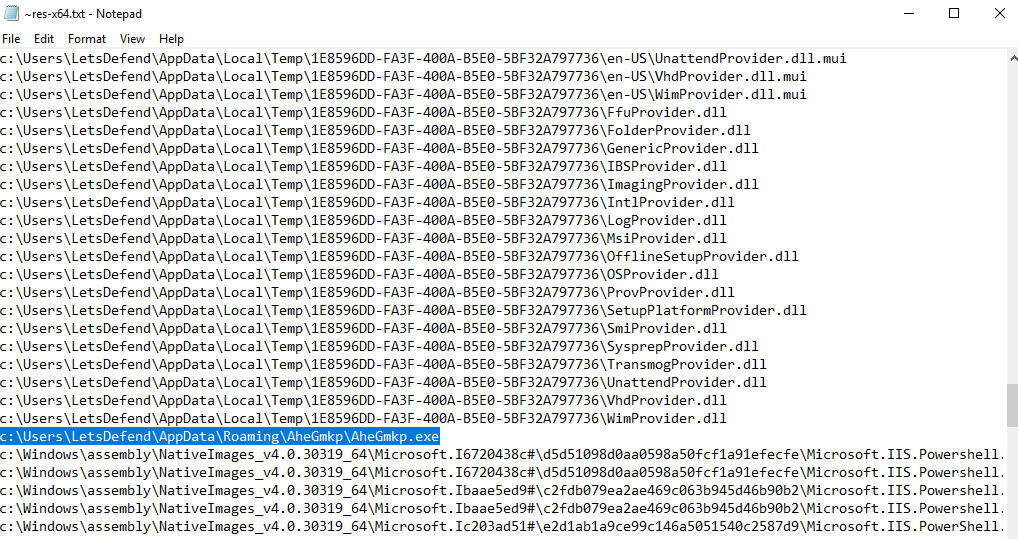 ~res-x64.txt - Notepad
File Edit Format View Help
c:\Users\LetsDefend\AppData\Local\Temp\1E8596DD-FA3F-400A-B5E0-5BF32A797736\en-US\UnattendProvider.dll.mui
c:\Users\LetsDefend\AppData\Local\Temp\1E8596DD-FA3F-400A-B5E0-5BF32A797736\en-US\VhdProvider.dll.mui
c:\Users\LetsDefend\AppData\Local\Temp\1E8596DD-FA3F-400A-B5E0-5BF32A797736\en-US\WimProvider.dll.mui
c:\Users\LetsDefend\AppData\Local\Temp\1E8596DD-FA3F-400A-B5E0-5BF32A797736\FfuProvider.dll
c:\Users\LetsDefend\AppData\Local\Temp\1E8596DD-FA3F-400A-B5E0-5BF32A797736\FolderProvider.dll
c:\Users\LetsDefend\AppData\Local\Temp\1E8596DD-FA3F-400A-B5E0-5BF32A797736\GenericProvider.dll
c:\Users\LetsDefend\AppData\Local\Temp\1E8596DD-FA3F-400A-B5E0-5BF32A797736\IBSProvider.dll
c:\Users\LetsDefend\AppData\Local\Temp\1E8596DD-FA3F-400A-B5E0-5BF32A797736\ImagingProvider.dll
c:\Users\LetsDefend\AppData\Local\Temp\1E8596DD-FA3F-400A-B5E0-5BF32A797736\IntlProvider.dll
c:\Users\LetsDefend\AppData\Local\Temp\1E8596DD-FA3F-400A-B5E0-5BF32A797736\LogProvider.dll
c:\Users\LetsDefend\AppData\Local\Temp\1E8596DD-FA3F-400A-B5E0-5BF32A797736\MsiProvider.dll
c:\Users\LetsDefend\AppData\Local\Temp\1E8596DD-FA3F-400A-B5E0-5BF32A797736\OfflineSetupProvider.dll
c:\Users\LetsDefend\AppData\Local\Temp\1E8596DD-FA3F-400A-B5E0-5BF32A797736\OSProvider.dll
c:\Users\LetsDefend\AppData\Local\Temp\1E8596DD-FA3F-400A-B5E0-5BF32A797736\ProvProvider.dll
c:\Users\LetsDefend\AppData\Local\Temp\1E8596DD-FA3F-400A-B5E0-5BF32A797736\SetupPlatformProvider.dll
c:\Users\LetsDefend\AppData\Local\Temp\1E8596DD-FA3F-400A-B5E0-5BF32A797736\SmiProvider.dll
c:\Users\LetsDefend\AppData\Local\Temp\1E8596DD-FA3F-400A-B5E0-5BF32A797736\SysprepProvider.dll
c:\Users\LetsDefend\AppData\Local\Temp\1E8596DD-FA3F-400A-B5E0-5BF32A797736\TransmogProvider.dll
c:\Users\LetsDefend\AppData\Local\Temp\1E8596DD-FA3F-400A-B5E0-5BF32A797736\UnattendProvider.dll
c:\Users\LetsDefend\AppData\Local\Temp\1E8596DD-FA3F-400A-B5E0-5BF32A797736\VhdProvider.dll
c:\Users\LetsDefend\AppData\Local\Temp\1E8596DD-FA3F-400A-B5E0-5BF32A797736\WimProvider.dll
c:\Users\LetsDefend\AppData\Roaming\AheGmkp\AheGmkp.exe
c:\Windows\assembly\NativeImages_v4.0.30319_64\Microsoft.I6720438c#\d5d51098d0aa0598a50fcf1a91efecfe\Microsoft.IIS.Powershell.
c:\Windows\assembly\NativeImages_v4.0.30319_64\Microsoft.I6720438c#\d5d51098d0aa0598a50fcf1a91efecfe\Microsoft.IIS.Powershell.
c:\Windows\assembly\NativeImages_v4.0.30319_64\Microsoft.Ibaae5ed9#\c2fdb079ea2ae469c063b945d46b90b2\Microsoft.IIS.Powershell.
c:\Windows\assembly\NativeImages_v4.0.30319_64\Microsoft.Ibaae5ed9#\c2fdb079ea2ae469c063b945d46b90b2\Microsoft.IIS.Powershell.
c:\Windows\assembly\NativeImages_v4.0.30319_64\Microsoft.Ic203ad51#\e2d1ab1a9ce99c146a5051540c2587d9\Microsoft.IIS.PowerShell.